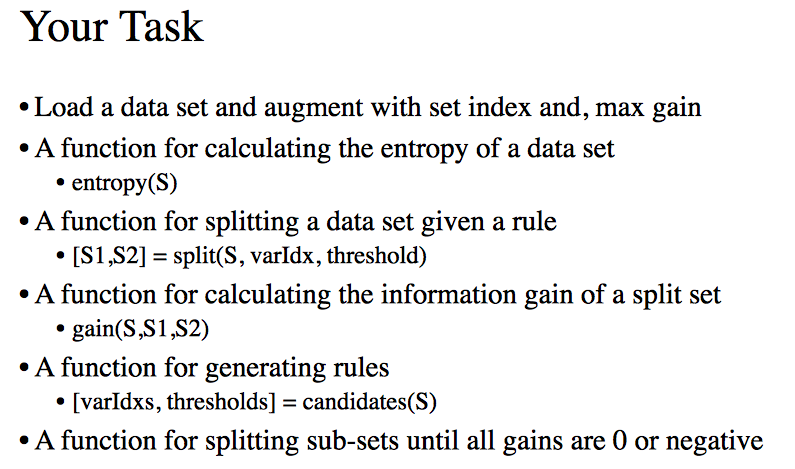 Your Task
• Load a data set and augment with set index and, max gain
• A function for calculating the entropy of a data set
• entropy(S)
• A function for splitting a data set given a rule
• [S1,S2] = split(S, varIdx, threshold)
• A function for calculating the information gain of a split set
• gain(S,S1,S2)
• A function for generating rules
• [varIdxs, thresholds] = candidates(S)
• A function for splitting sub-sets until all gains are 0 or negative